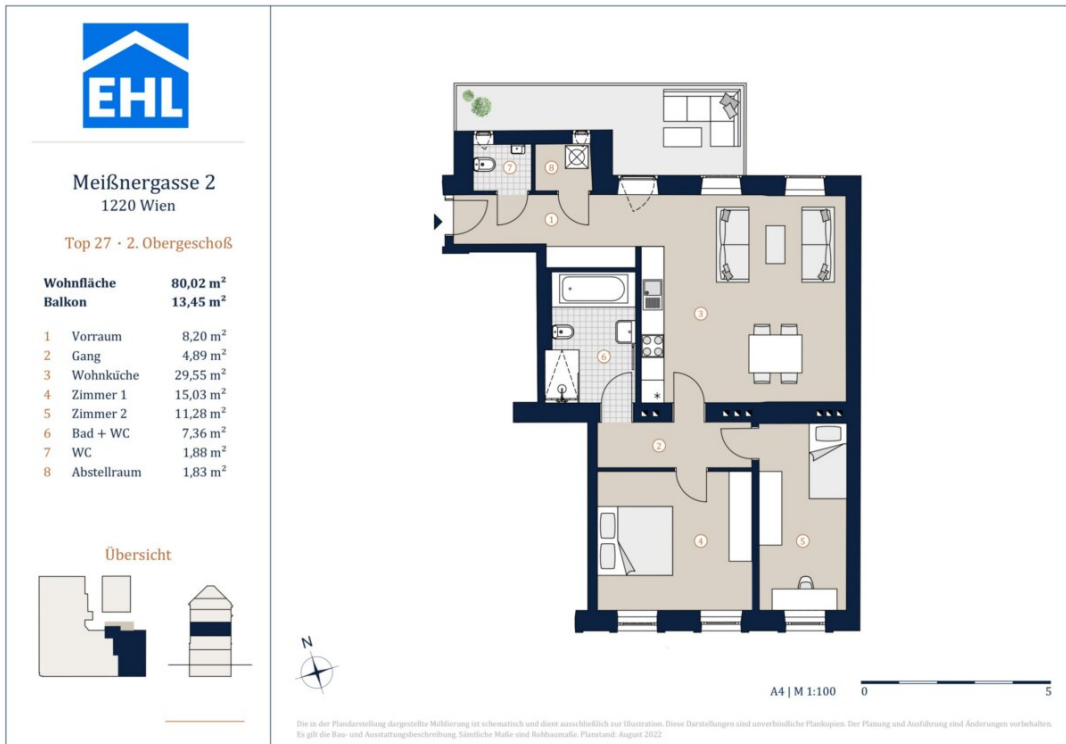 EHL
Meißnergasse 2
1220 Wien
Top 27 · 2. Obergeschoß
Wohnfläche 80,02 m²
Balkon 13,45 m²
1 Vorraum 8,20 m²
2 Gang 4,89 m²
3 Wohnküche 29,55 m²
4 Zimmer 1 15,03 m²
5 Zimmer 2 11,28 m²
6 Bad + WC 7,36 m²
7 WC 1,88 m²
8 Abstellraum 1,83 m²
Übersicht
7
8
1
3
6
2
4
5
N
A4 | M 1:100 0 5
Die in der Plandarstellung dargestellte Möblierung ist schematisch und dient ausschließlich zur Illustration. Diese Darstellungen sind unverbindliche Plankopien. Der Planung und Ausführung sind Änderungen vorbehalten.
Es gilt die Bau- und Ausstattungsbeschreibung. Sämtliche Maße sind Rohbaumaße. Planstand: August 2022